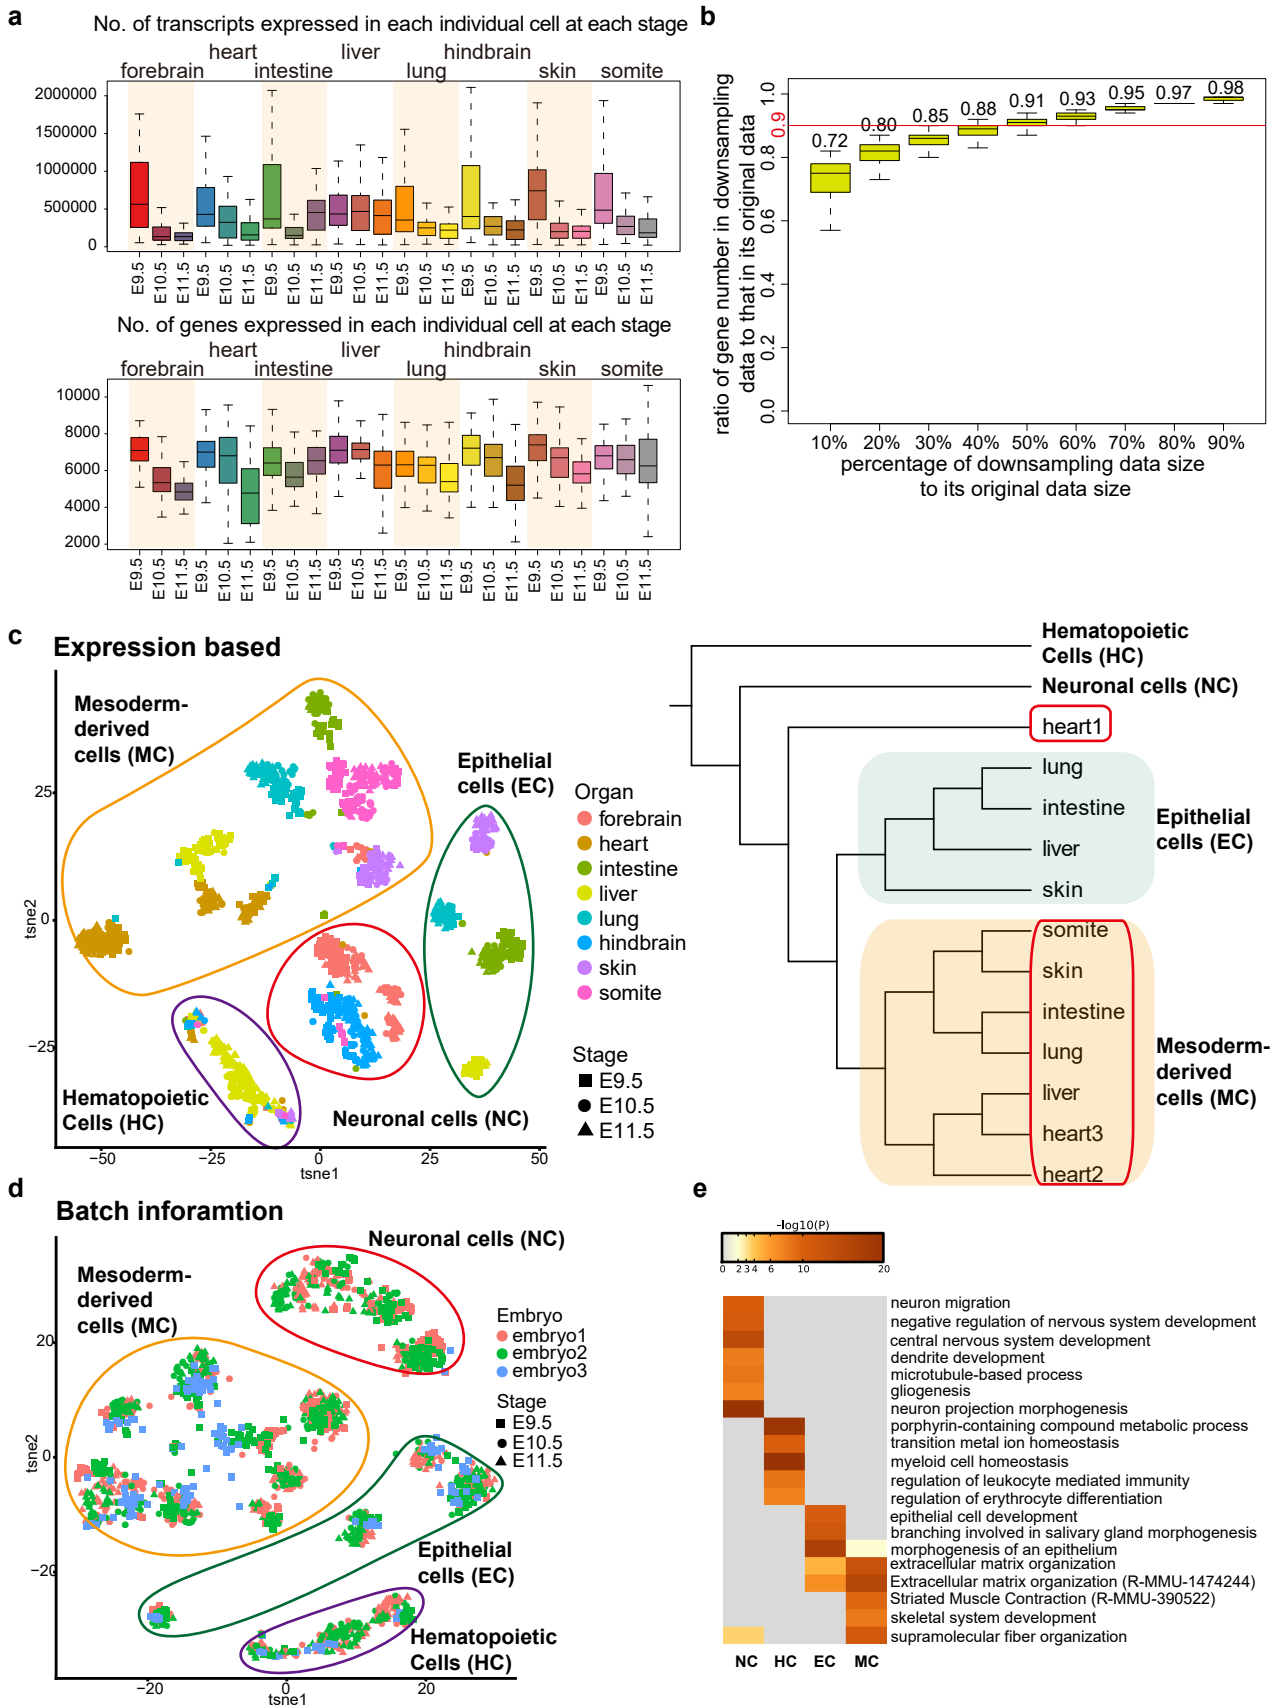 a
No. of transcripts expressed in each individual cell at each stage
heart liver hindbrain
forebrain intestine lung skin somite
2000000
1500000
1000000
500000
0
E9.5 E10.5 E11.5 E9.5 E10.5 E11.5 E9.5 E10.5 E11.5 E9.5 E10.5 E11.5 E9.5 E10.5 E11.5 E9.5 E10.5 E11.5 E9.5 E10.5 E11.5 E9.5 E10.5 E11.5
No. of genes expressed in each individual cell at each stage
heart liver hindbrain
forebrain intestine lung skin somite
10000
8000
6000
4000
2000
E9.5 E10.5 E11.5 E9.5 E10.5 E11.5 E9.5 E10.5 E11.5 E9.5 E10.5 E11.5 E9.5 E10.5 E11.5 E9.5 E10.5 E11.5 E9.5 E10.5 E11.5 E9.5 E10.5 E11.5
b
ratio of gene number in downsampling
data to that in its original data
1.0
0.9
0.8
0.6
0.4
0.2
0.0
0.72 0.80 0.85 0.88 0.91 0.93 0.95 0.97 0.98
10% 20% 30% 40% 50% 60% 70% 80% 90%
percentage of downsampling data size
to its original data size
c
Expression based
Mesoderm-
derived
cells (MC)
Epithelial
cells (EC)
Hematopoietic
Cells (HC)
Neuronal cells (NC)
tsne2
25
0
−25
−50 −25 0 25 50
tsne1
Organ
forebrain
heart
intestine
liver
lung
hindbrain
skin
somite
Stage
E9.5
E10.5
E11.5
Hematopoietic
Cells (HC)
Neuronal cells (NC)
heart1
lung
intestine
liver
skin
Epithelial
cells (EC)
somite
skin
intestine
lung
liver
heart3
heart2
Mesoderm-
derived
cells (MC)
d
Batch inforamtion
Neuronal cells (NC)
Mesoderm-
derived
cells (MC)
Epithelial
cells (EC)
Hematopoietic
Cells (HC)
Embryo
embryo1
embryo2
embryo3
Stage
E9.5
E10.5
E11.5
tsne2
20
0
−20
−20 0 20
tsne1
e
−log10(P)
0 2 3 4 6 10 20
neuron migration
negative regulation of nervous system development
central nervous system development
dendrite development
microtubule-based process
gliogenesis
neuron projection morphogenesis
porphyrin-containing compound metabolic process
transition metal ion homeostasis
myeloid cell homeostasis
regulation of leukocyte mediated immunity
regulation of erythrocyte differentiation
epithelial cell development
branching involved in salivary gland morphogenesis
morphogenesis of an epithelium
extracellular matrix organization
Extracellular matrix organization (R-MMU-1474244)
Striated Muscle Contraction (R-MMU-390522)
skeletal system development
supramolecular fiber organization
NC HC EC MC